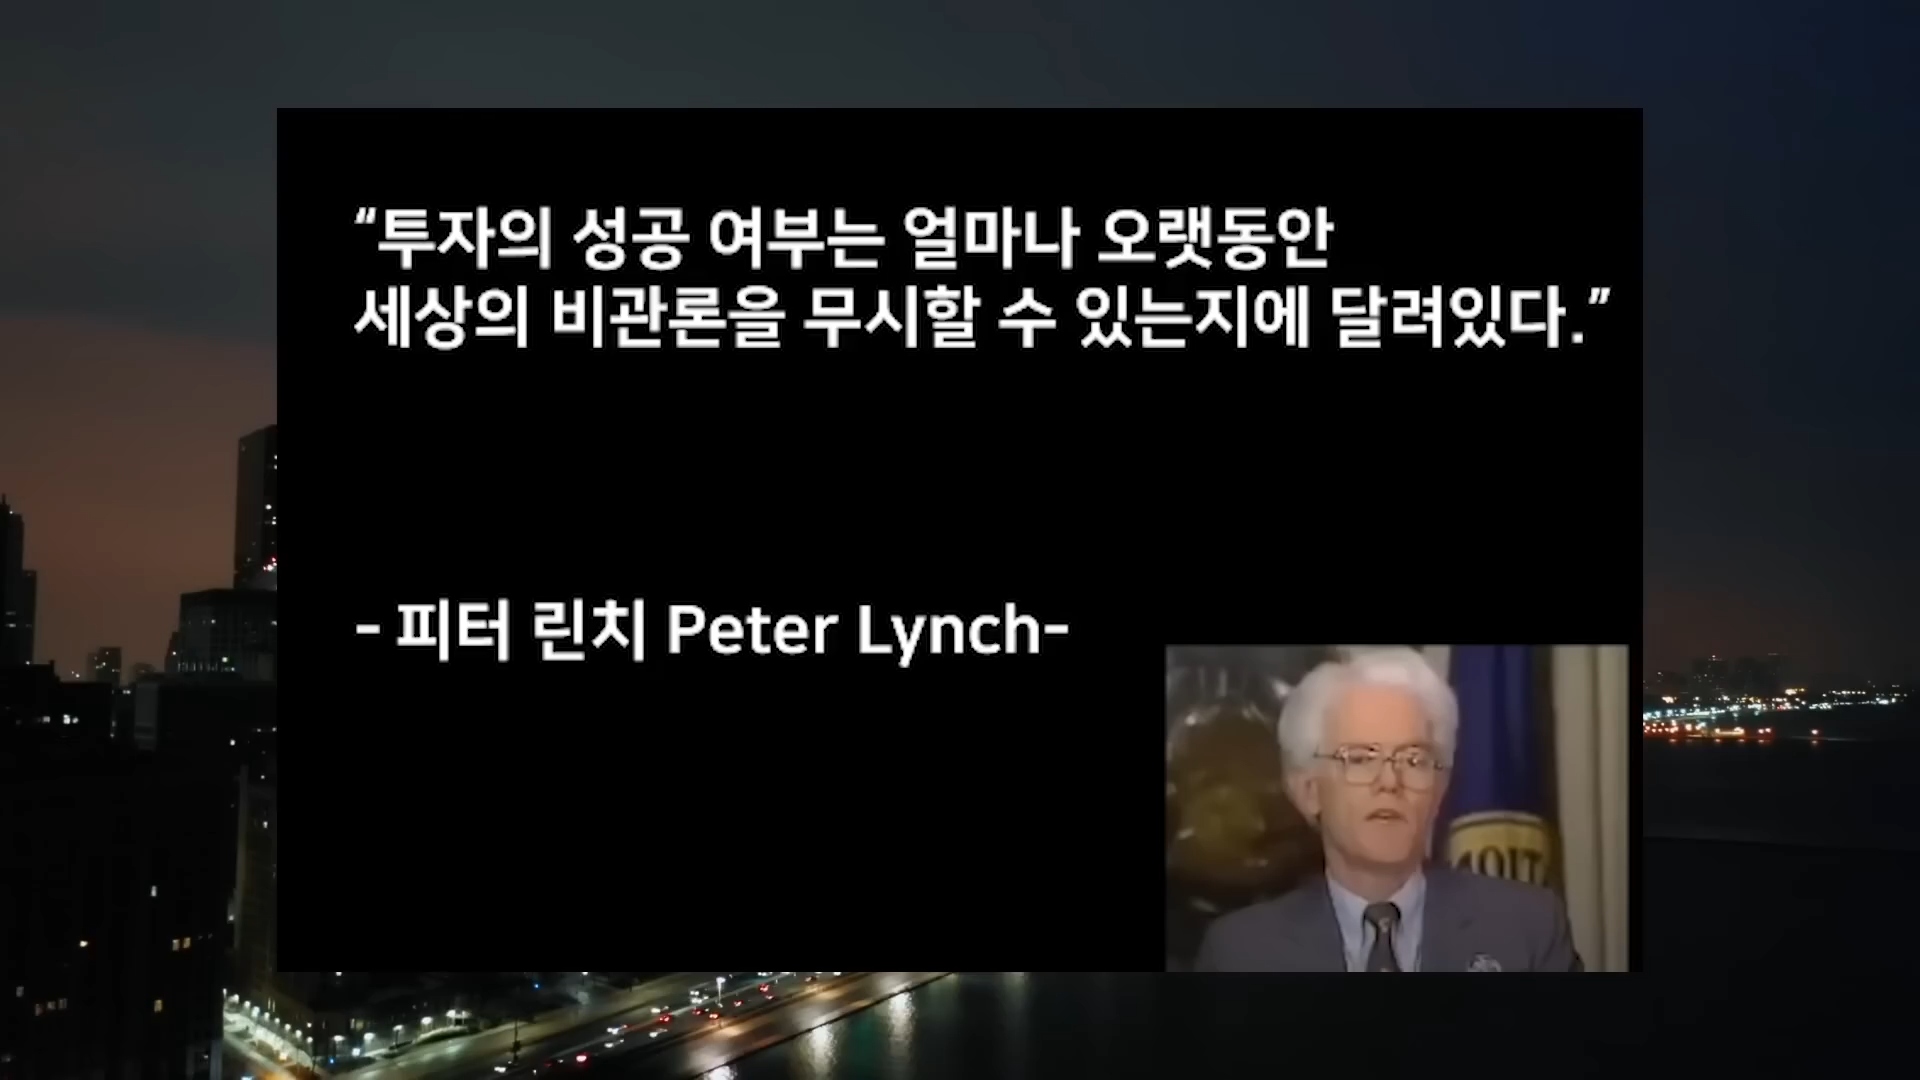 “투자의 성공 여부는 얼마나 오랫동안
세상의 비관론을 무시할 수 있는지에 달려있다.”
- 피터 린치 Peter Lynch-